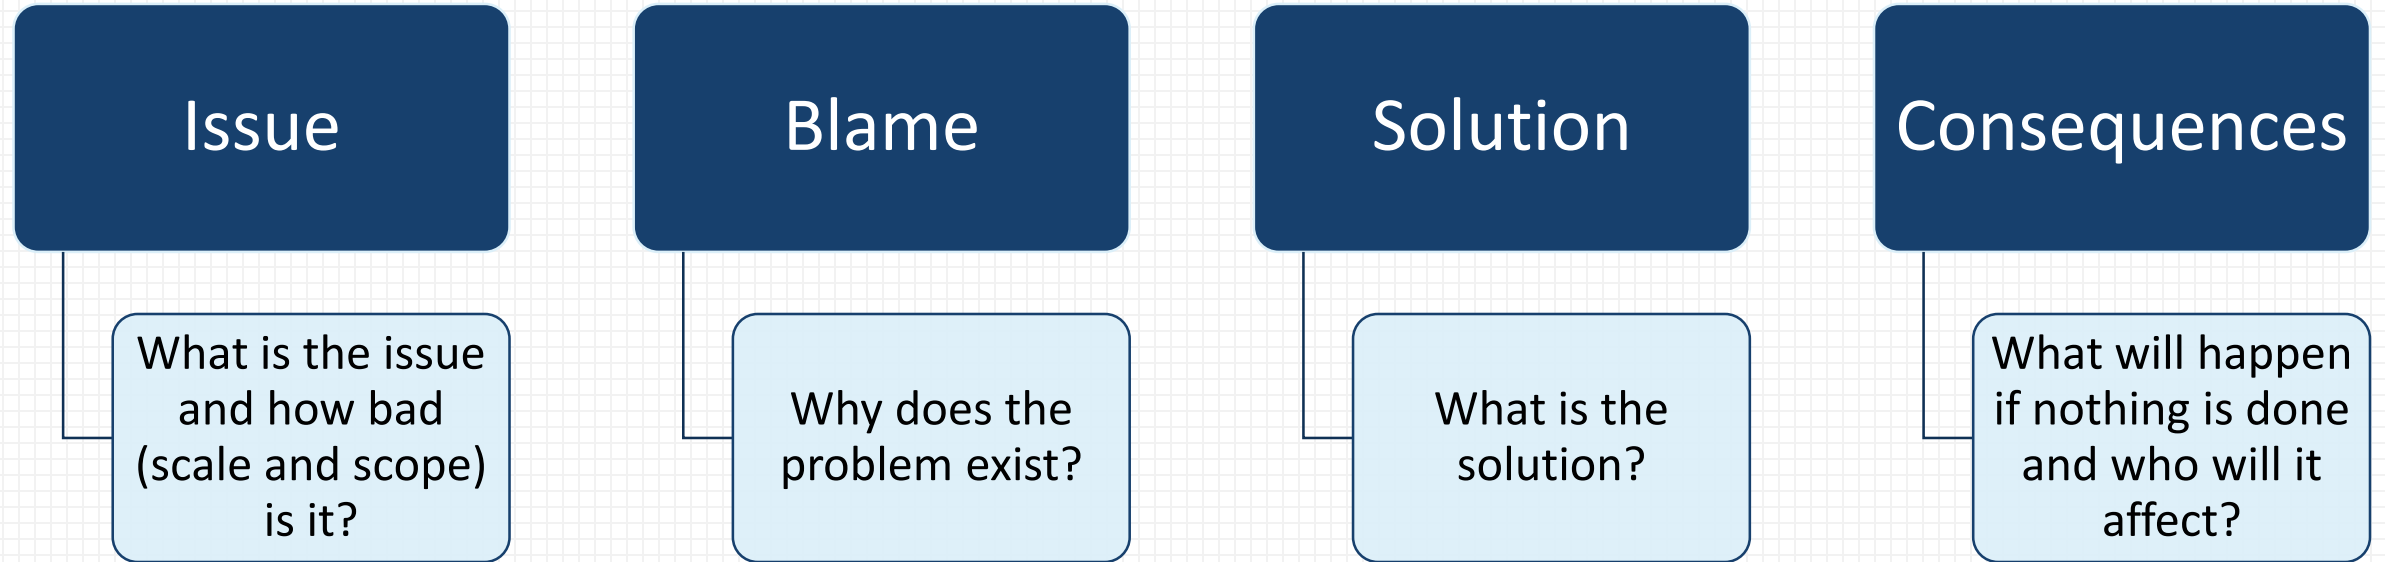 Issue
What is the issue
and how bad
(scale and scope)
is it?
Blame
Why does the
problem exist?
Solution
What is the
solution?
Consequences
What will happen
if nothing is done
and who will it
affect?